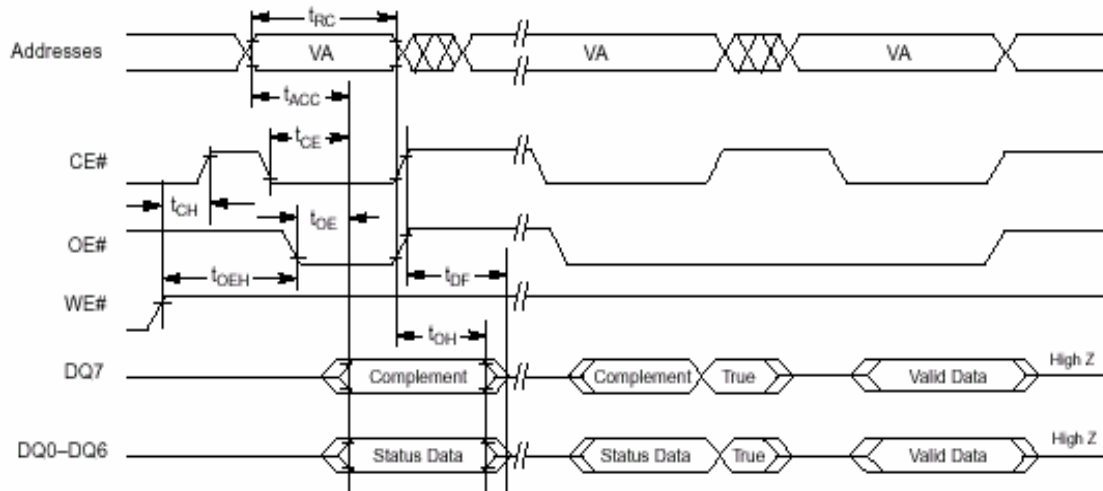 tRC
Addresses VA VA VA
tACC
tCE
CE#
tCH tOE
OE#
tOEH tDF
WE#
tOH
DQ7 Complement Complement True Valid Data High Z
DQ0–DQ6 Status Data Status Data True Valid Data High Z